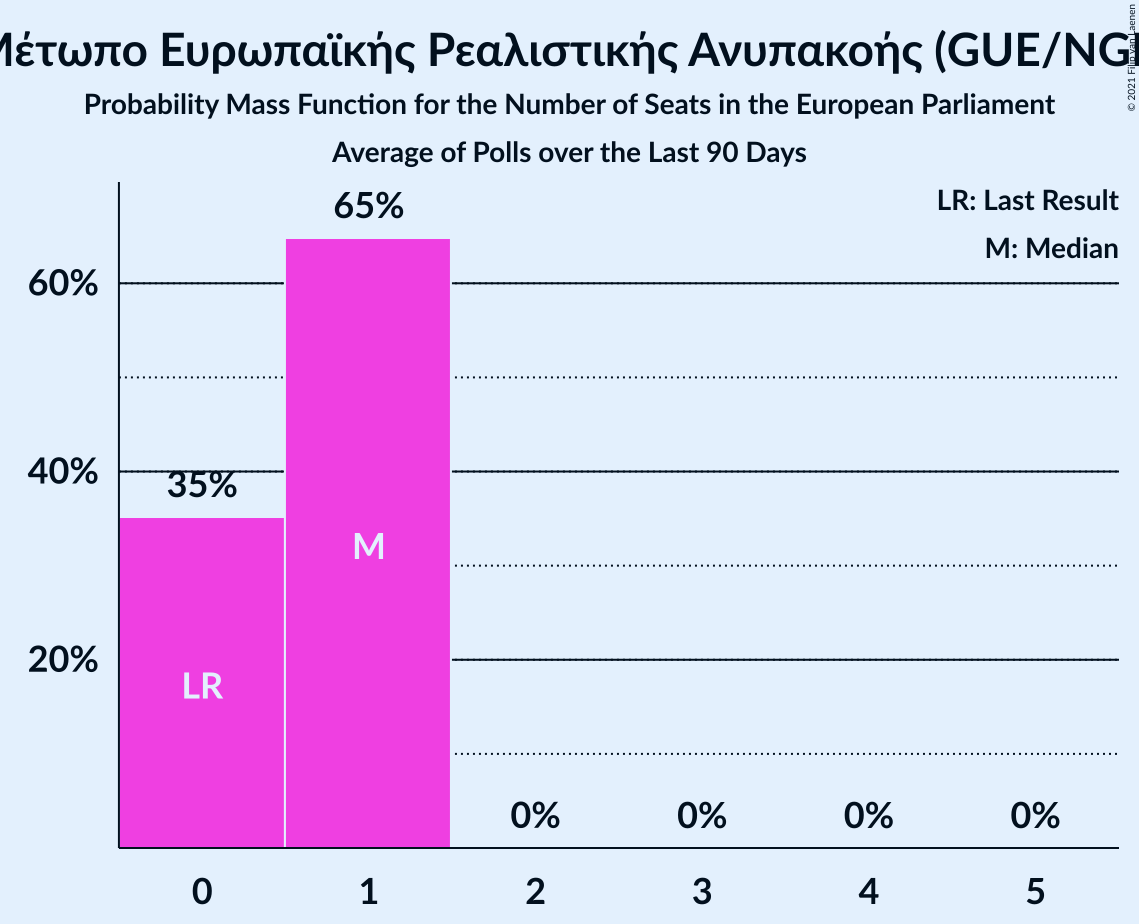 Μέτωπο Ευρωπαϊκής Ρεαλιστικής Ανυπακοής (GUE/NG
Probability Mass Function for the Number of Seats in the European Parliament
Average of Polls over the Last 90 Days
© 2021 Filip van Laenen
LR: Last Result
M: Median
65%
60%
40%
35%
M
20%
LR
0% 0% 0% 0%
0 1 2 3 4 5